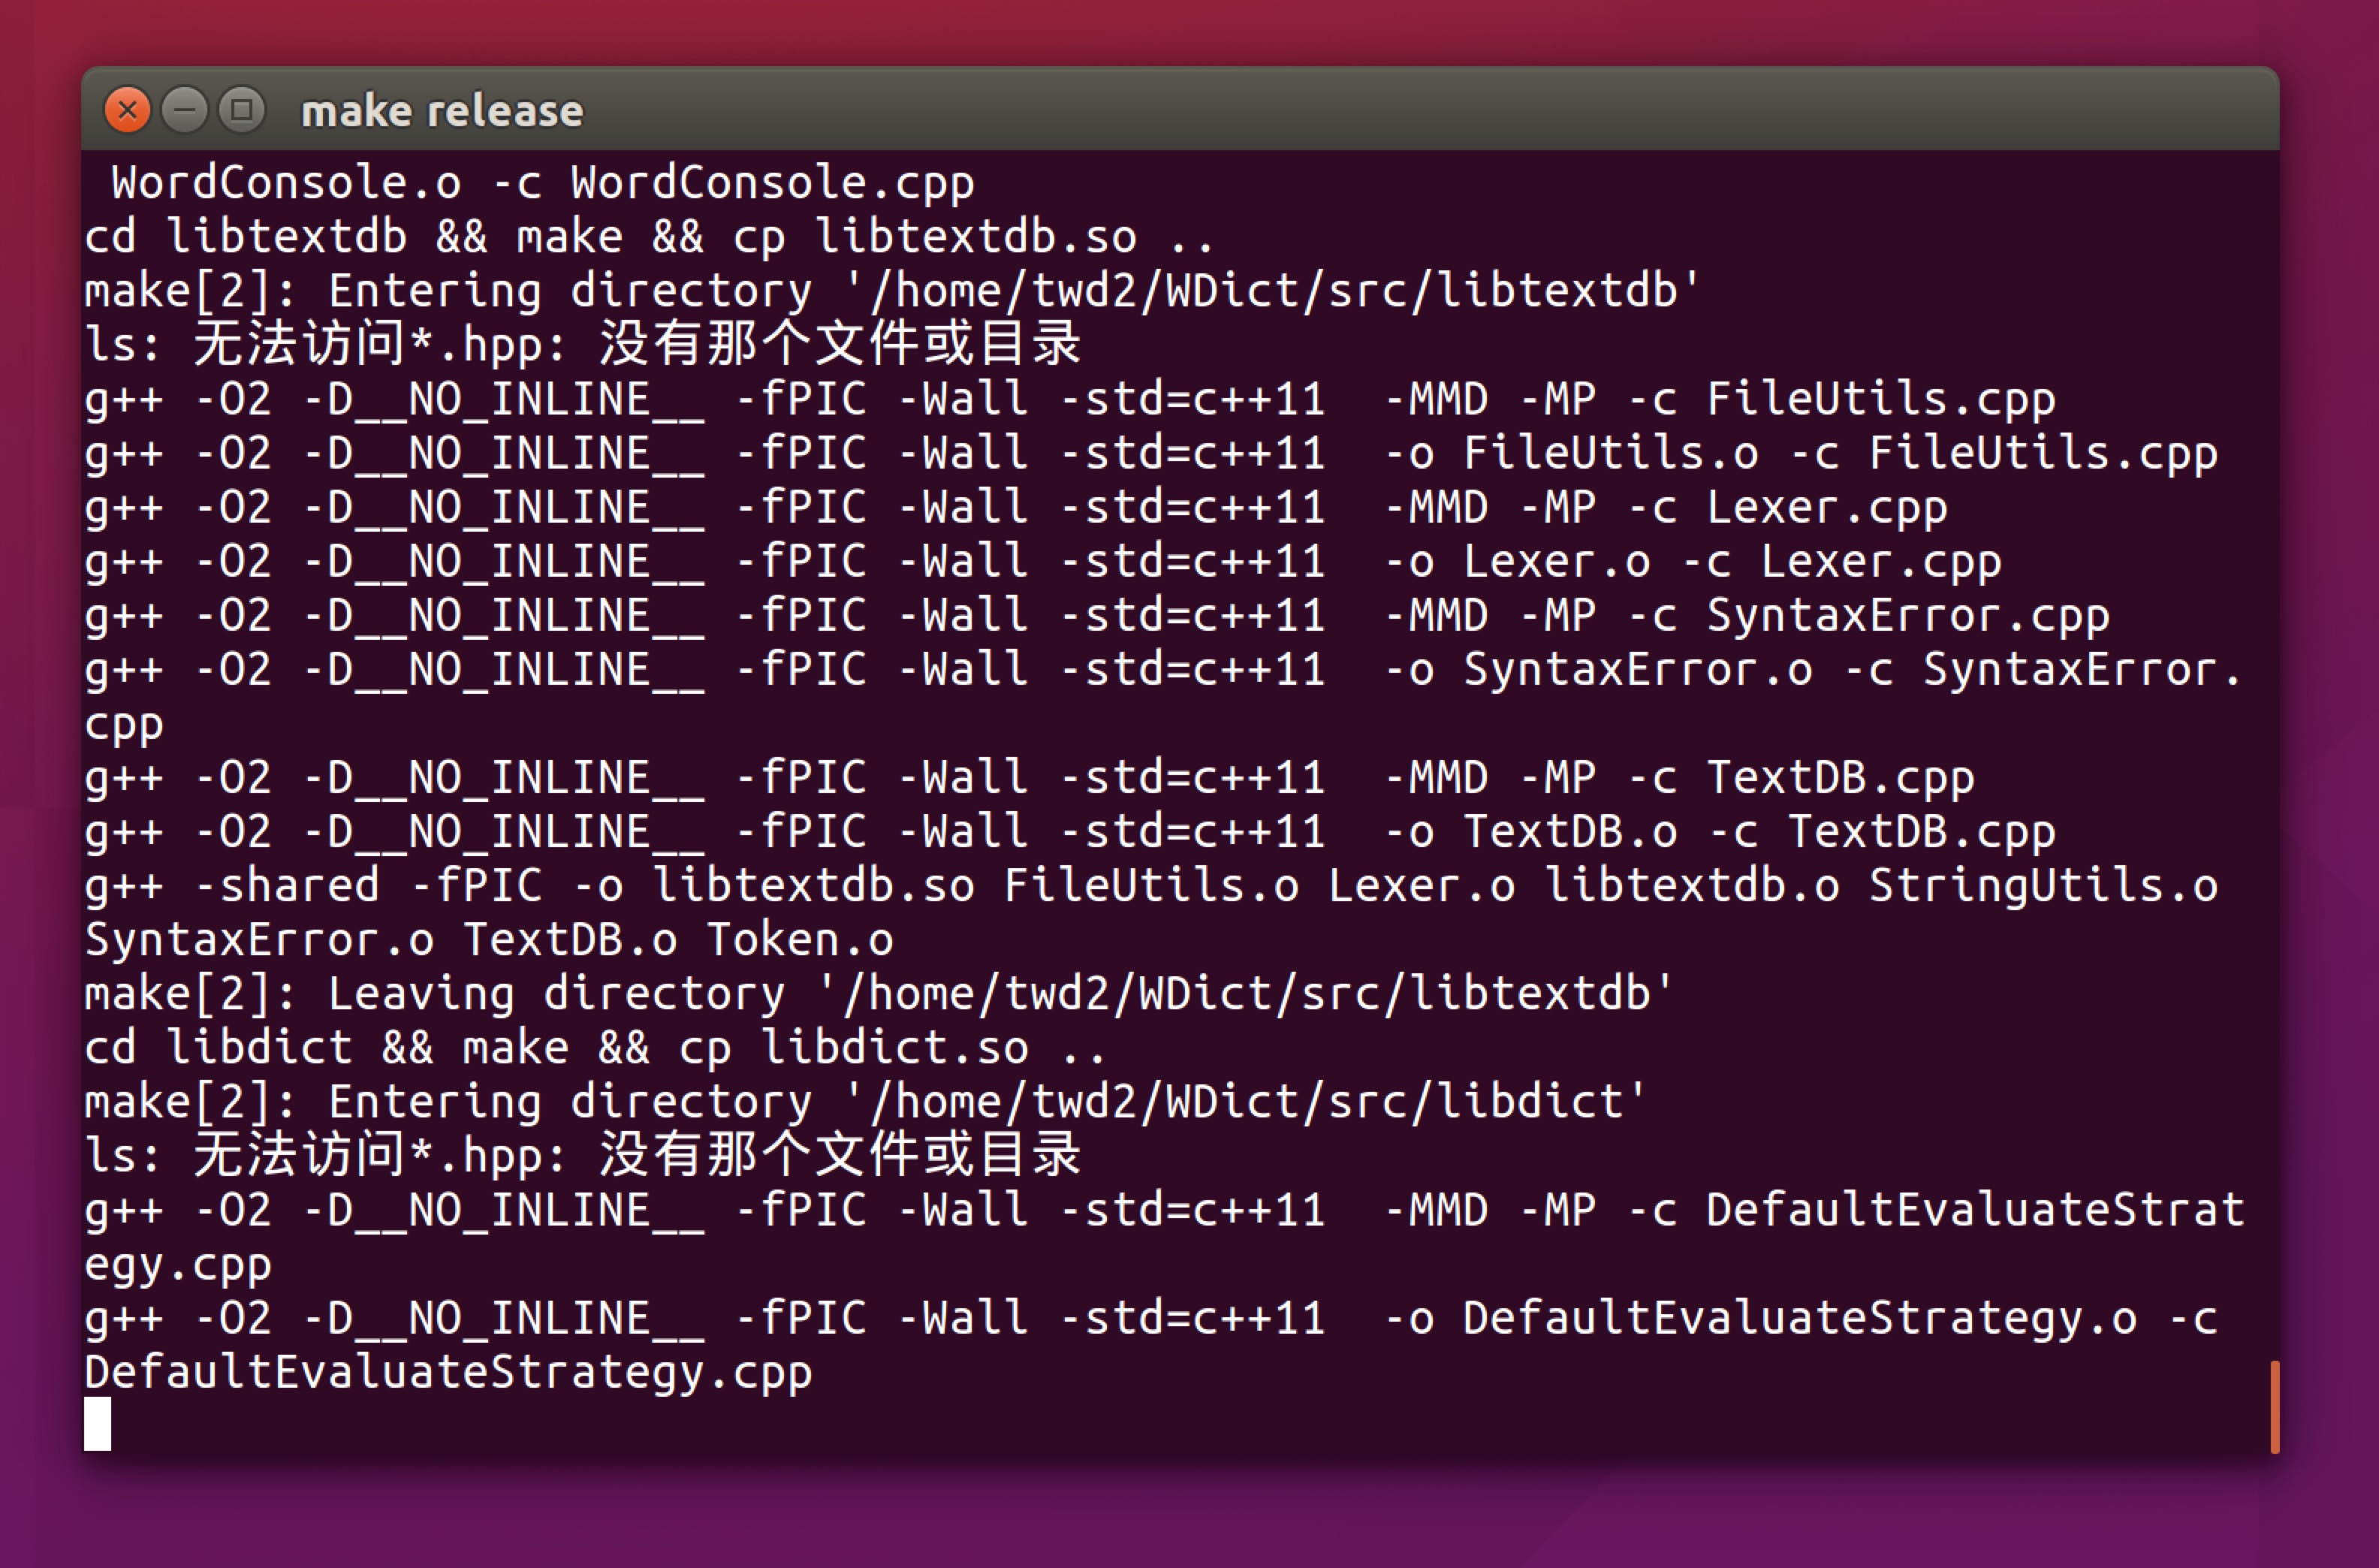 make release
WordConsole.o -c WordConsole.cpp
cd libtextdb && make && cp libtextdb.so ..
make[2]: Entering directory '/home/twd2/WDict/src/libtextdb'
ls: 无法访问*.hpp: 没有那个文件或目录
g++ -O2 -D__NO_INLINE__ -fPIC -Wall -std=c++11  -MMD -MP -c FileUtils.cpp
g++ -O2 -D__NO_INLINE__ -fPIC -Wall -std=c++11  -o FileUtils.o -c FileUtils.cpp
g++ -O2 -D__NO_INLINE__ -fPIC -Wall -std=c++11  -MMD -MP -c Lexer.cpp
g++ -O2 -D__NO_INLINE__ -fPIC -Wall -std=c++11  -o Lexer.o -c Lexer.cpp
g++ -O2 -D__NO_INLINE__ -fPIC -Wall -std=c++11  -MMD -MP -c SyntaxError.cpp
g++ -O2 -D__NO_INLINE__ -fPIC -Wall -std=c++11  -o SyntaxError.o -c SyntaxError.
cpp
g++ -O2 -D__NO_INLINE__ -fPIC -Wall -std=c++11  -MMD -MP -c TextDB.cpp
g++ -O2 -D__NO_INLINE__ -fPIC -Wall -std=c++11  -o TextDB.o -c TextDB.cpp
g++ -shared -fPIC -o libtextdb.so FileUtils.o Lexer.o libtextdb.o StringUtils.o
SyntaxError.o TextDB.o Token.o
make[2]: Leaving directory '/home/twd2/WDict/src/libtextdb'
cd libdict && make && cp libdict.so ..
make[2]: Entering directory '/home/twd2/WDict/src/libdict'
ls: 无法访问*.hpp: 没有那个文件或目录
g++ -O2 -D__NO_INLINE__ -fPIC -Wall -std=c++11  -MMD -MP -c DefaultEvaluateStrat
egy.cpp
g++ -O2 -D__NO_INLINE__ -fPIC -Wall -std=c++11  -o DefaultEvaluateStrategy.o -c
DefaultEvaluateStrategy.cpp